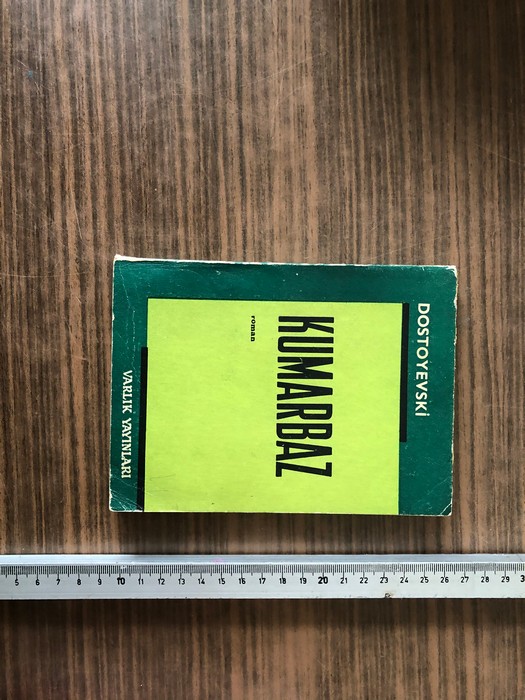 DOSTOYEVSKİ
KUMARBAZ
roman
VARLIK YAYINLARI
5 6 7 8 9 10 11 12 13 14 15 16 17 18 19 20 21 22 23 24 25 26 27 28 29